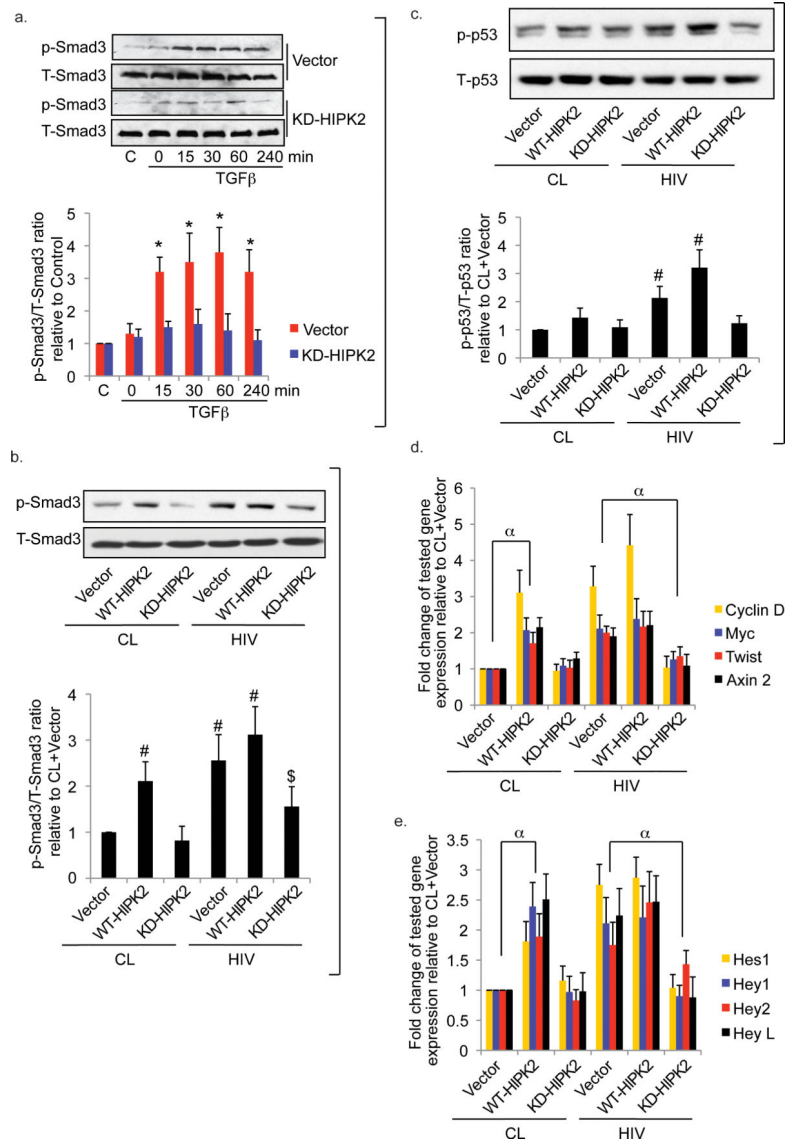 a.
p-Smad3
T-Smad3
Vector
p-Smad3
T-Smad3
KD-HIPK2
C 0 15 30 60 240 min
TGFβ
p-Smad3/T-Smad3 ratio
relative to Control
5
4
3
2
1
0
* * * *
Vector
KD-HIPK2
C 0 15 30 60 240 min
TGFβ
b.
p-Smad3
T-Smad3
Vector
WT-HIPK2
KD-HIPK2
Vector
WT-HIPK2
KD-HIPK2
CL
HIV
p-Smad3/T-Smad3 ratio
relative to CL+Vector
4
3
2
1
0
# # # $
Vector
WT-HIPK2
KD-HIPK2
Vector
WT-HIPK2
KD-HIPK2
CL
HIV
c.
p-p53
T-p53
Vector
WT-HIPK2
KD-HIPK2
Vector
WT-HIPK2
KD-HIPK2
CL
HIV
p-p53/T-p53 ratio
relative to CL+Vector
5
4
3
2
1
0
# #
Vector
WT-HIPK2
KD-HIPK2
Vector
WT-HIPK2
KD-HIPK2
CL
HIV
d.
Fold change of tested gene
expression relative to CL+Vector
6
5
4
3
2
1
0
α α
Cyclin D
Myc
Twist
Axin 2
Vector
WT-HIPK2
KD-HIPK2
Vector
WT-HIPK2
KD-HIPK2
CL
HIV
e.
Fold change of tested gene
expression relative to CL+Vector
3.5
3
2.5
2
1.5
1
0.5
0
α α
Hes1
Hey1
Hey2
Hey L
Vector
WT-HIPK2
KD-HIPK2
Vector
WT-HIPK2
KD-HIPK2
CL
HIV